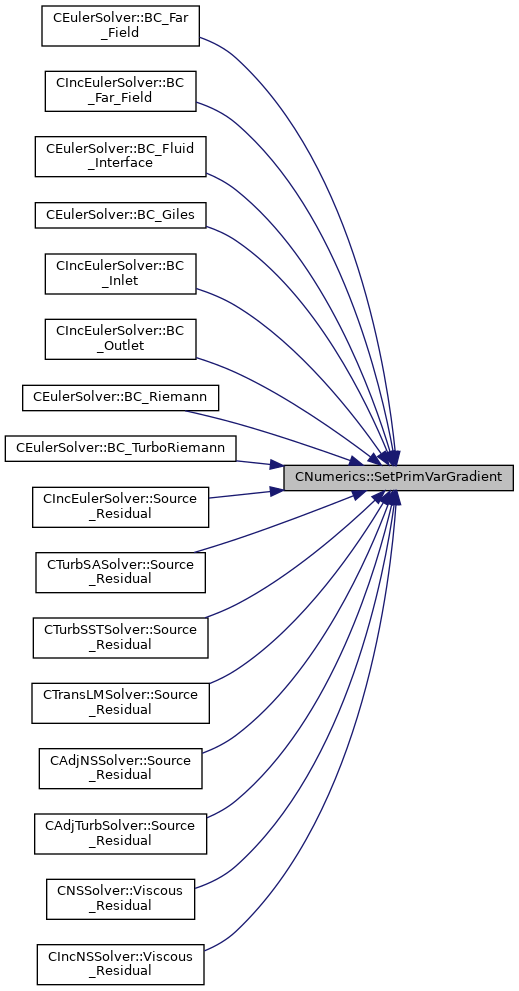 CEulerSolver::BC_Far
_Field
CIncEulerSolver::BC
_Far_Field
CEulerSolver::BC_Fluid
_Interface
CEulerSolver::BC_Giles
CIncEulerSolver::BC
_Inlet
CIncEulerSolver::BC
_Outlet
CEulerSolver::BC_Riemann
CEulerSolver::BC_TurboRiemann
CNumerics::SetPrimVarGradient
CIncEulerSolver::Source
_Residual
CTurbSASolver::Source
_Residual
CTurbSSTSolver::Source
_Residual
CTransLMSolver::Source
_Residual
CAdjNSSolver::Source
_Residual
CAdjTurbSolver::Source
_Residual
CNSSolver::Viscous
_Residual
CIncNSSolver::Viscous
_Residual